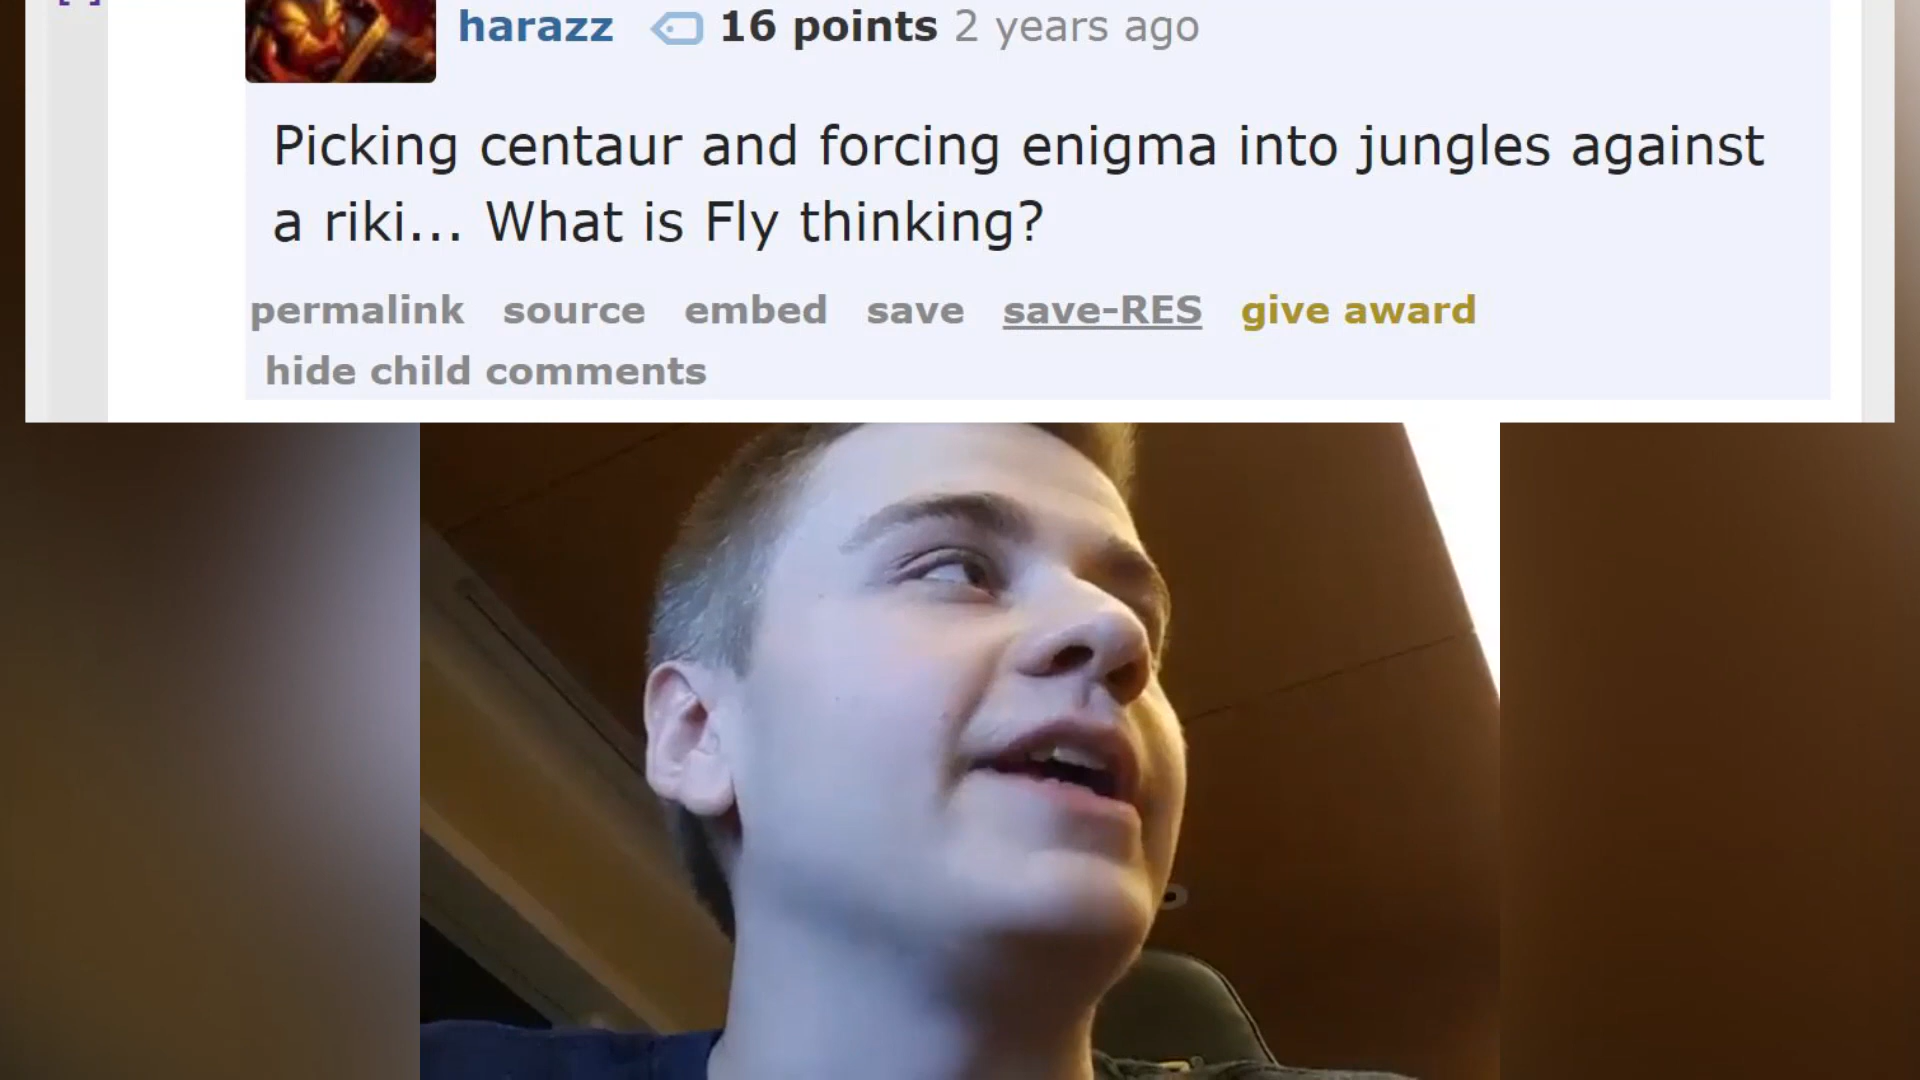 harazz 16 points 2 years ago
Picking centaur and forcing enigma into jungles against
a riki... What is Fly thinking?
permalink source embed save save-RES give award
hide child comments